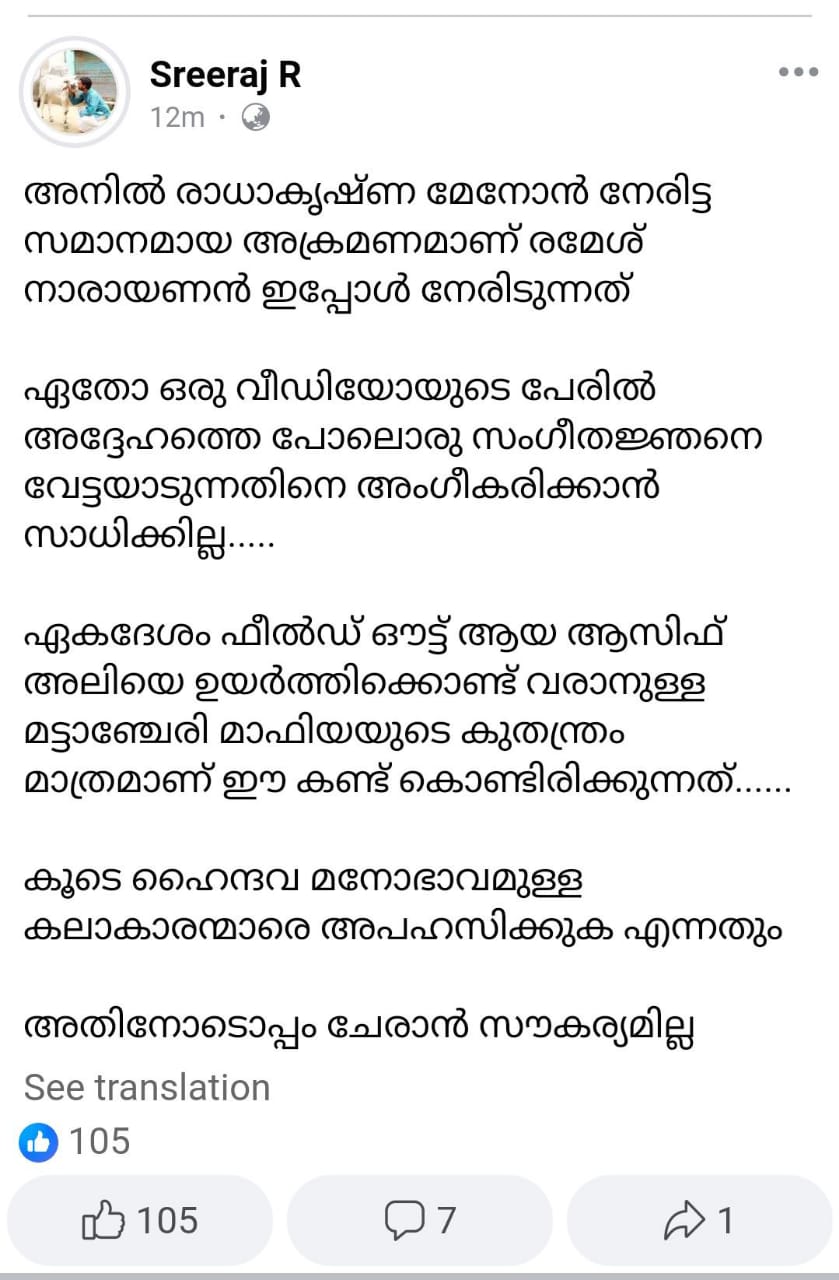 Sreeraj R
12m ·
അനിൽ രാധാകൃഷ്ണ മേനോൻ നേരിട്ട
സമാനമായ അക്രമണമാണ് രമേശ്
നാരായണൻ ഇപ്പോൾ നേരിടുന്നത്
ഏതോ ഒരു വീഡിയോയുടെ പേരിൽ
അദ്ദേഹത്തെ പോലൊരു സംഗീതജ്ഞനെ
വേട്ടയാടുന്നതിനെ അംഗീകരിക്കാൻ
സാധിക്കില്ല.....
ഏകദേശം ഫീൽഡ് ഔട്ട് ആയ ആസിഫ്
അലിയെ ഉയർത്തിക്കൊണ്ട് വരാനുള്ള
മട്ടാഞ്ചേരി മാഫിയയുടെ കുതന്ത്രം
മാത്രമാണ് ഈ കണ്ട് കൊണ്ടിരിക്കുന്നത്......
കൂടെ ഹൈന്ദവ മനോഭാവമുള്ള
കലാകാരന്മാരെ അപഹസിക്കുക എന്നതും
അതിനോടൊപ്പം ചേരാൻ സൗകര്യമില്ല
See translation
105
105 7 1